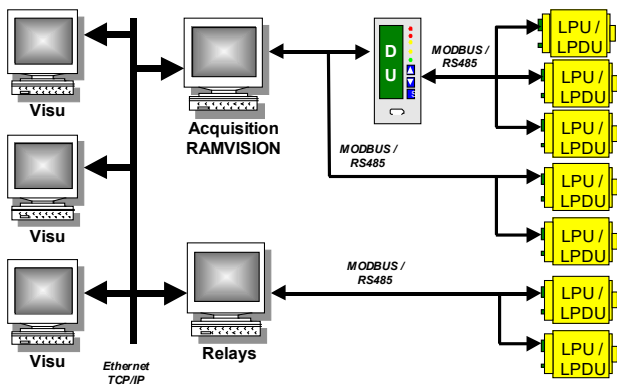 Visu
Visu
Visu
Ethernet
TCP/IP
Acquisition
RAMVISION
Relays
D
U
S
MODBUS /
RS485
MODBUS /
RS485
MODBUS /
RS485
LPU /
LPDU
LPU /
LPDU
LPU /
LPDU
LPU /
LPDU
LPU /
LPDU
LPU /
LPDU
LPU /
LPDU